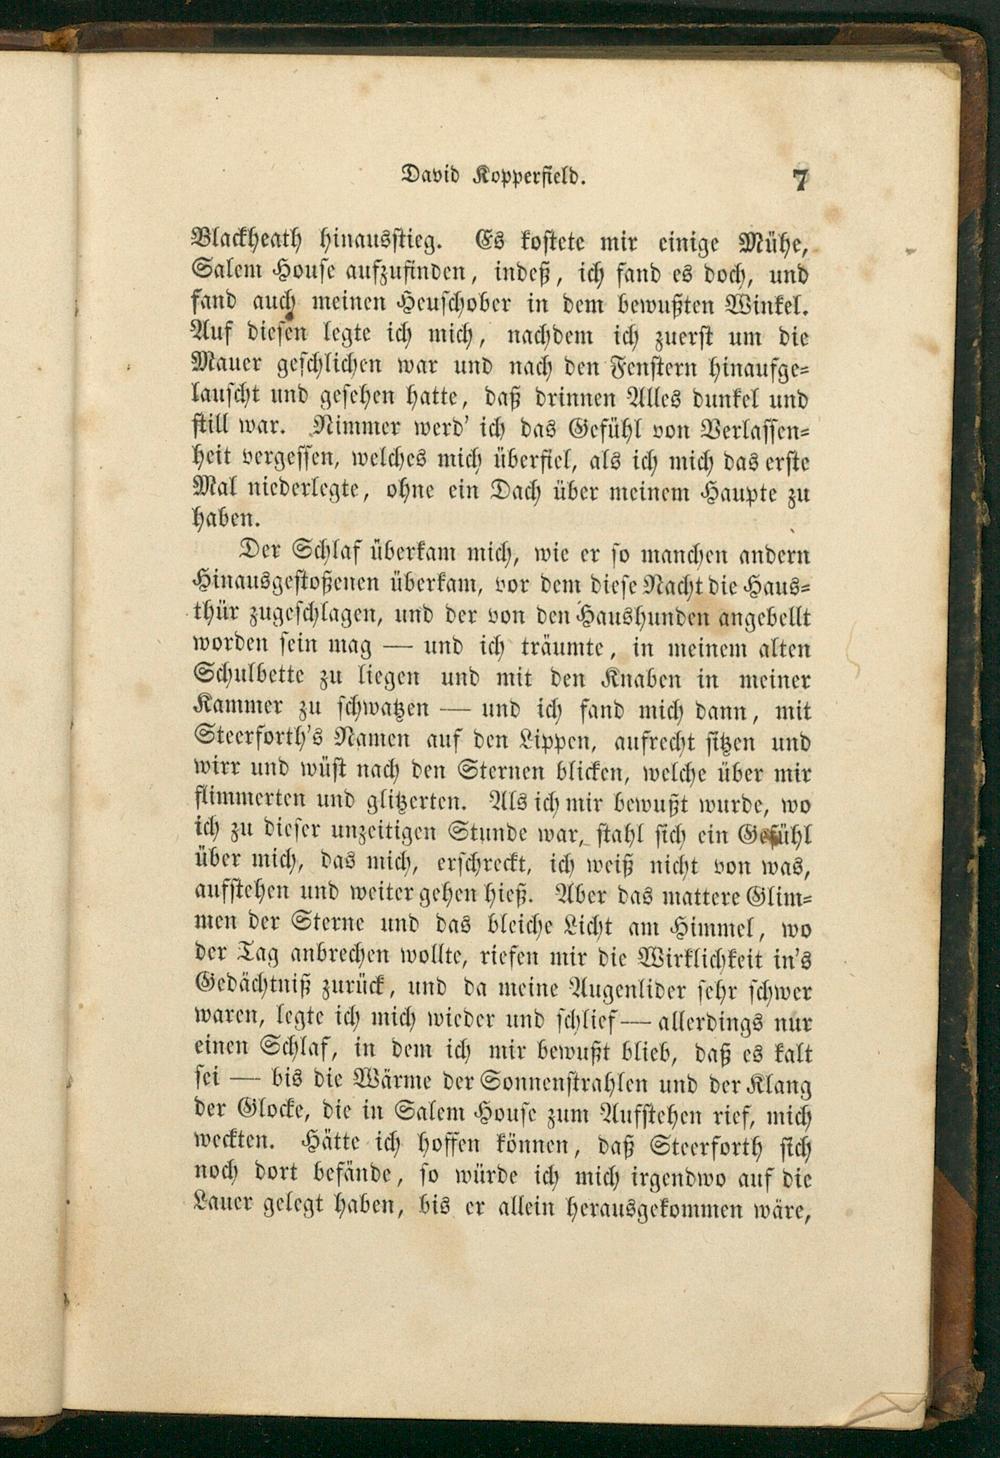 David Kopperfield. 7
Blackheath hinausstieg. Es kostete mir einige Mühe,
Salem House aufzufinden, indeß, ich fand es doch, und
fand auch meinen Heuschober in dem bewußten Winkel.
Auf diesen legte ich mich, nachdem ich zuerst um die
Mauer geschlichen war und nach den Fenstern hinaufge-
lauscht und gesehen hatte, daß drinnen Alles dunkel und
still war. Nimmer werd' ich das Gefühl von Verlassen-
heit vergessen, welches mich überfiel, als ich mich das erste
Mal niederlegte, ohne ein Dach über meinem Haupte zu
haben.
Der Schlaf überkam mich, wie er so manchen andern
Hinausgestoßenen überkam, vor dem diese Nacht die Haus-
thür zugeschlagen, und der von den Haushunden angebellt
worden sein mag — und ich träumte, in meinem alten
Schulbette zu liegen und mit den Knaben in meiner
Kammer zu schwatzen — und ich fand mich dann, mit
Steerforth's Namen auf den Lippen, aufrecht sitzen und
wirr und wüst nach den Sternen blicken, welche über mir
flimmerten und glitzerten. Als ich mir bewußt wurde, wo
ich zu dieser unzeitigen Stunde war, stahl sich ein Gefühl
über mich, das mich, erschreckt, ich weiß nicht von was,
aufstehen und weiter gehen hieß. Aber das mattere Glim-
men der Sterne und das bleiche Licht am Himmel, wo
der Tag anbrechen wollte, riefen mir die Wirklichkeit in's
Gedächtniß zurück, und da meine Augenlider sehr schwer
waren, legte ich mich wieder und schlief — allerdings nur
einen Schlaf, in dem ich mir bewußt blieb, daß es kalt
sei — bis die Wärme der Sonnenstrahlen und der Klang
der Glocke, die in Salem House zum Aufstehen rief, mich
weckten. Hätte ich hoffen können, daß Steerforth sich
noch dort befände, so würde ich mich irgendwo auf die
Lauer gelegt haben, bis er allein herausgekommen wäre,